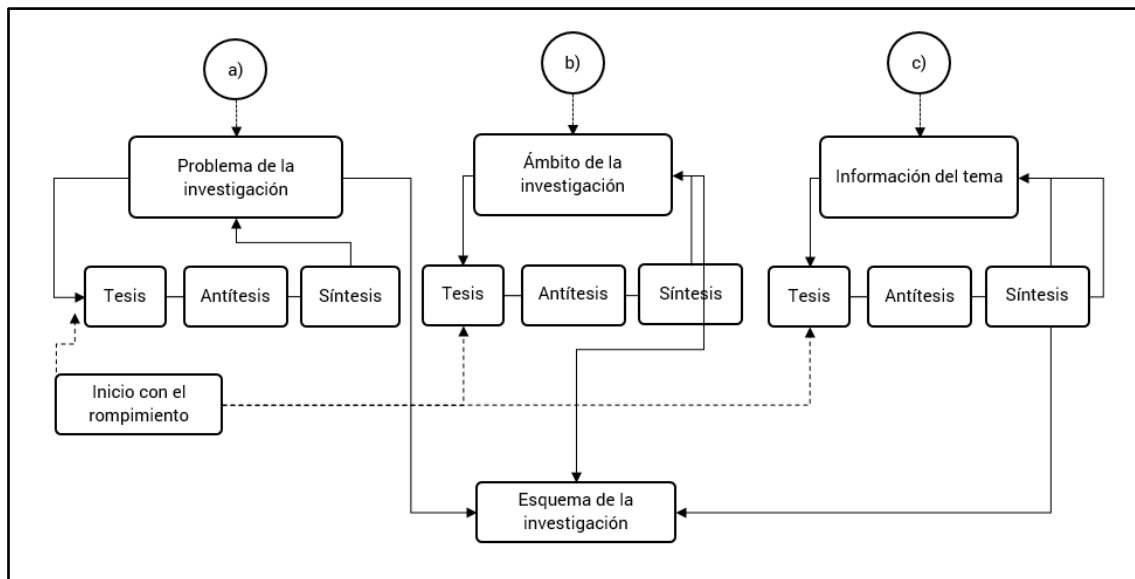 a)
b)
c)
Problema de la
investigación
Ámbito de la
investigación
Información del tema
Tesis
Antítesis
Síntesis
Tesis
Antítesis
Síntesis
Tesis
Antítesis
Síntesis
Inicio con el
rompimiento
Esquema de la
investigación